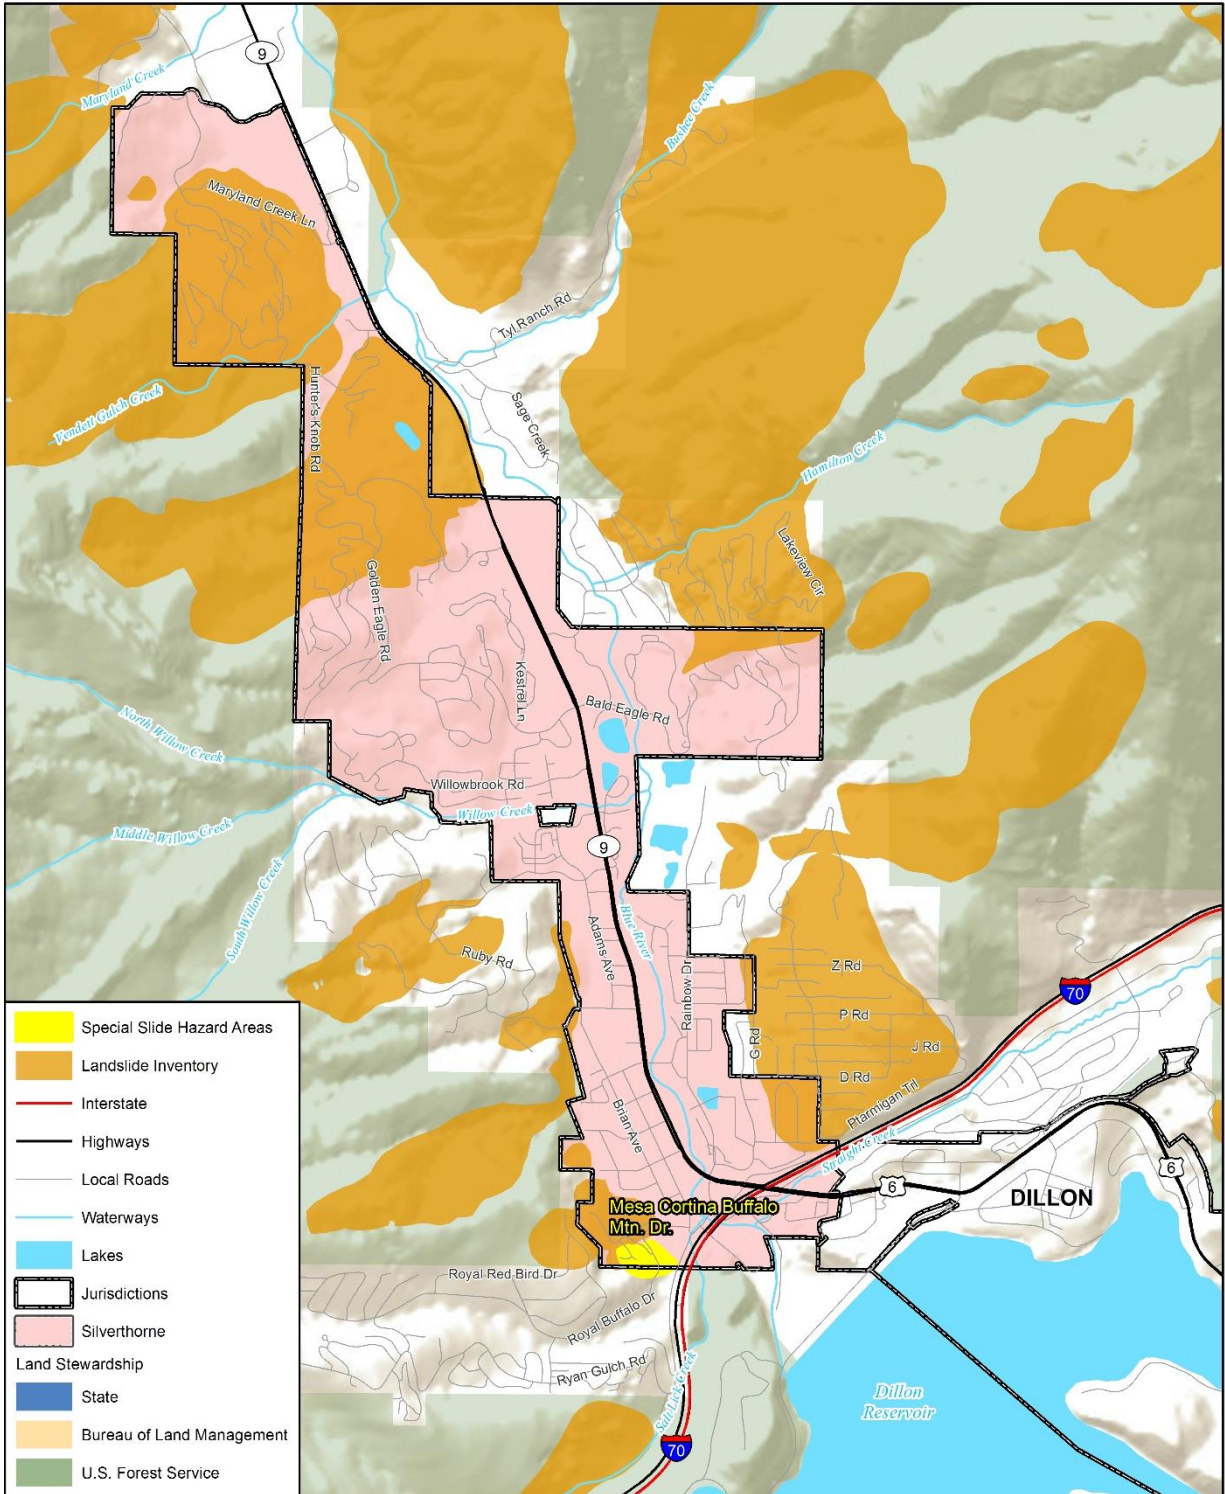 9
Maryland Creek
Bushee Creek
Maryland Creek Ln
Tyl Ranch Rd
Hunter's Knob Rd
Vendett Gulch Creek
Sage Creek
Hamilton Creek
Lakeview Cir
Golden Eagle Rd
Kestrel Ln
Bald Eagle Rd
North Willow Creek
Willowbrook Rd
Willow Creek
Middle Willow Creek
9
South Willow Creek
Adams Ave
Blue River
Ruby Rd
Rainbow Dr
Z Rd
70
P Rd
G Rd
J Rd
D Rd
Ptarmigan Trl
Brian Ave
Straight Creek
6
6
DILLON
Mesa Cortina Buffalo
Mtn. Dr.
Royal Red Bird Dr
Royal Buffalo Dr
Ryan Gulch Rd
Salt Lick Creek
Dillon
Reservoir
70
Special Slide Hazard Areas
Landslide Inventory
Interstate
Highways
Local Roads
Waterways
Lakes
Jurisdictions
Silverthorne
Land Stewardship
State
Bureau of Land Management
U.S. Forest Service